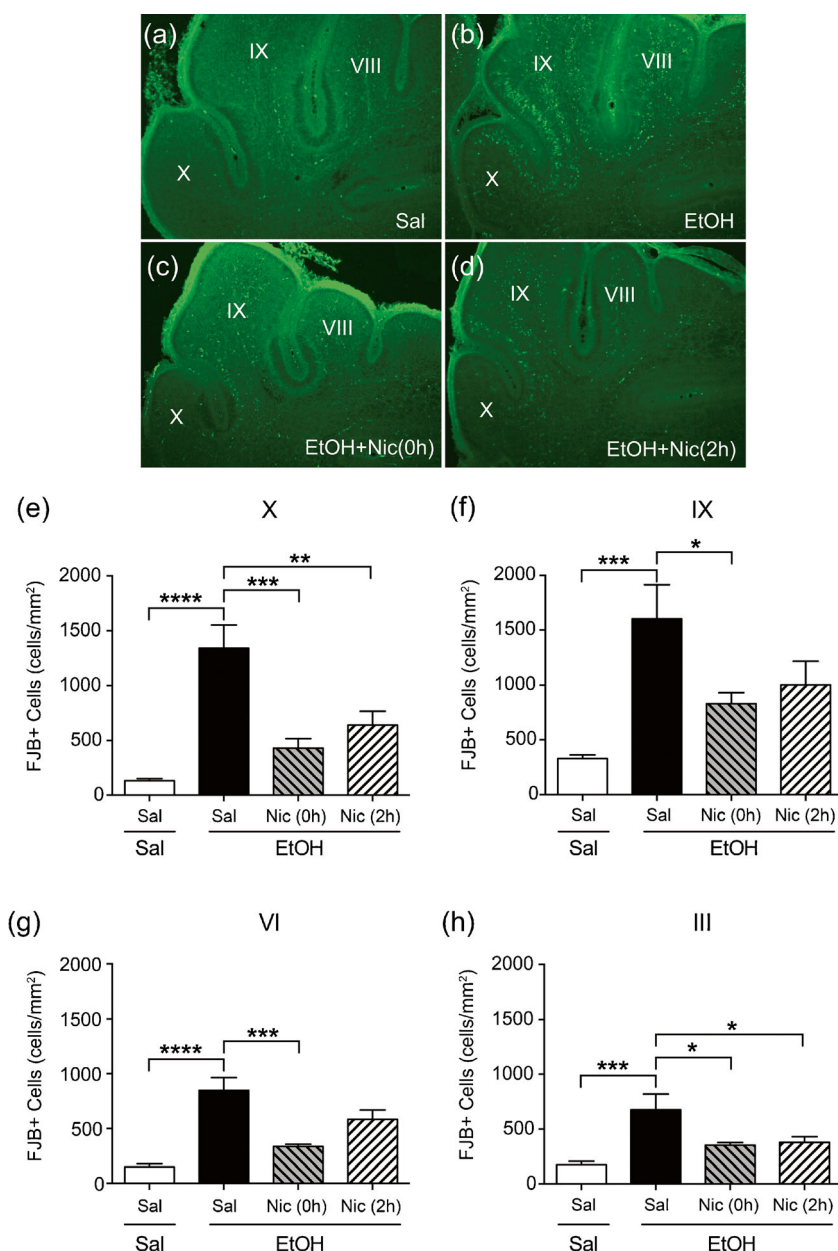 (a)
IX
VIII
X
Sal
(b)
IX
VIII
X
EtOH
(c)
IX
VIII
X
EtOH+Nic(0h)
(d)
IX
VIII
X
EtOH+Nic(2h)
(e)
X
FJB+ Cells (cells/mm²)
2000
1500
1000
500
0
**
***
****
Sal
Sal
Nic (0h)
Nic (2h)
Sal
EtOH
(f)
IX
FJB+ Cells (cells/mm²)
2000
1500
1000
500
0
***
*
Sal
Sal
Nic (0h)
Nic (2h)
Sal
EtOH
(g)
VI
FJB+ Cells (cells/mm²)
2000
1500
1000
500
0
****
***
Sal
Sal
Nic (0h)
Nic (2h)
Sal
EtOH
(h)
III
FJB+ Cells (cells/mm²)
2000
1500
1000
500
0
*
*
***
Sal
Sal
Nic (0h)
Nic (2h)
Sal
EtOH